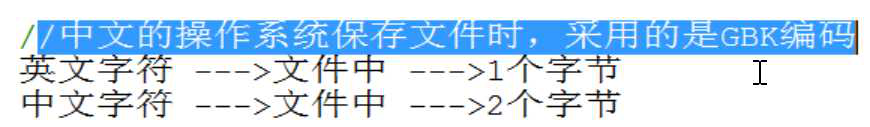 //中文的操作系统保存文件时，采用的是GBK编码
英文字符 --->文件中 --->1个字节
中文字符 --->文件中 --->2个字节